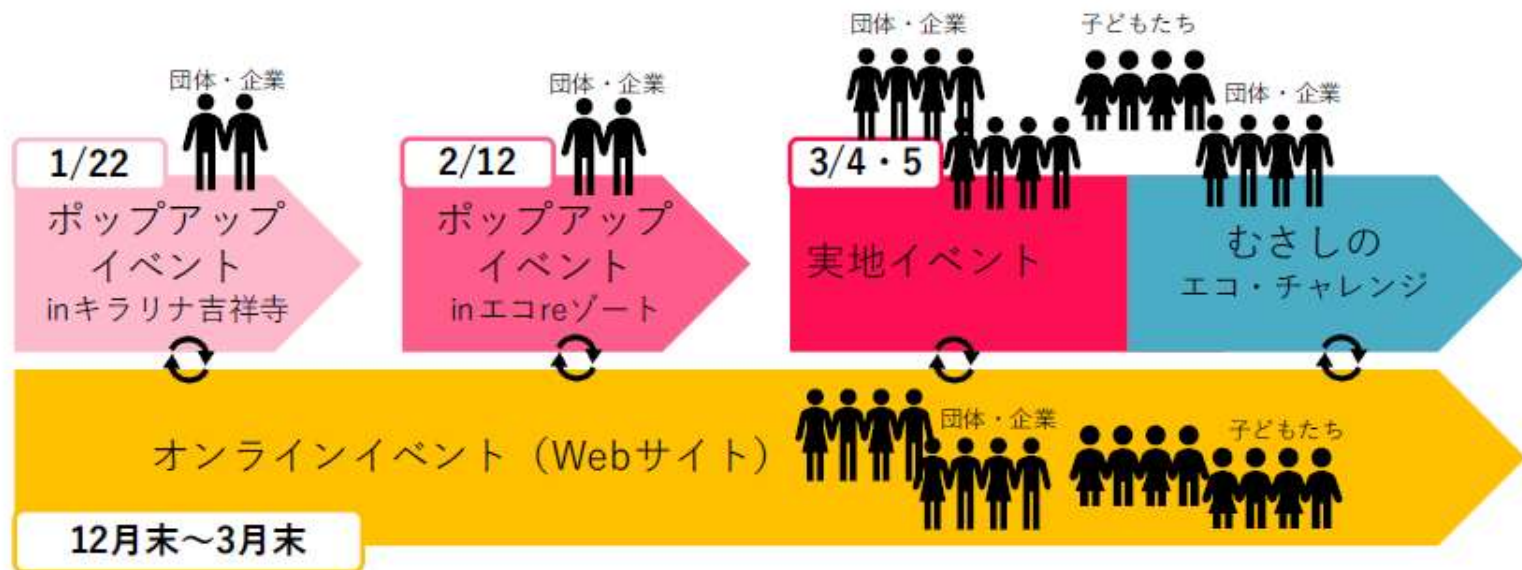 団体・企業
1/22
ポップアップ
イベント
inキラリナ吉祥寺
団体・企業
2/12
ポップアップ
イベント
inエコreゾート
団体・企業
3/4・5
実地イベント
子どもたち
団体・企業
むさしの
エコ・チャレンジ
オンラインイベント（Webサイト）
団体・企業
子どもたち
12月末～3月末